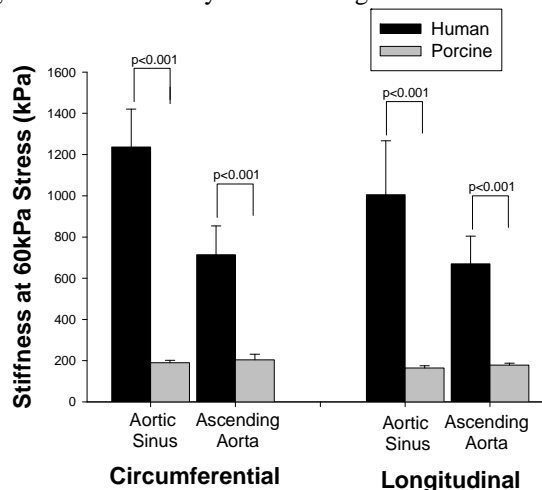 Human
Porcine
Stiffness at 60kPa Stress (kPa)
1600
1400
1200
1000
800
600
400
200
0
p<0.001
p<0.001
p<0.001
p<0.001
Aortic
Sinus
Ascending
Aorta
Aortic
Sinus
Ascending
Aorta
Circumferential
Longitudinal